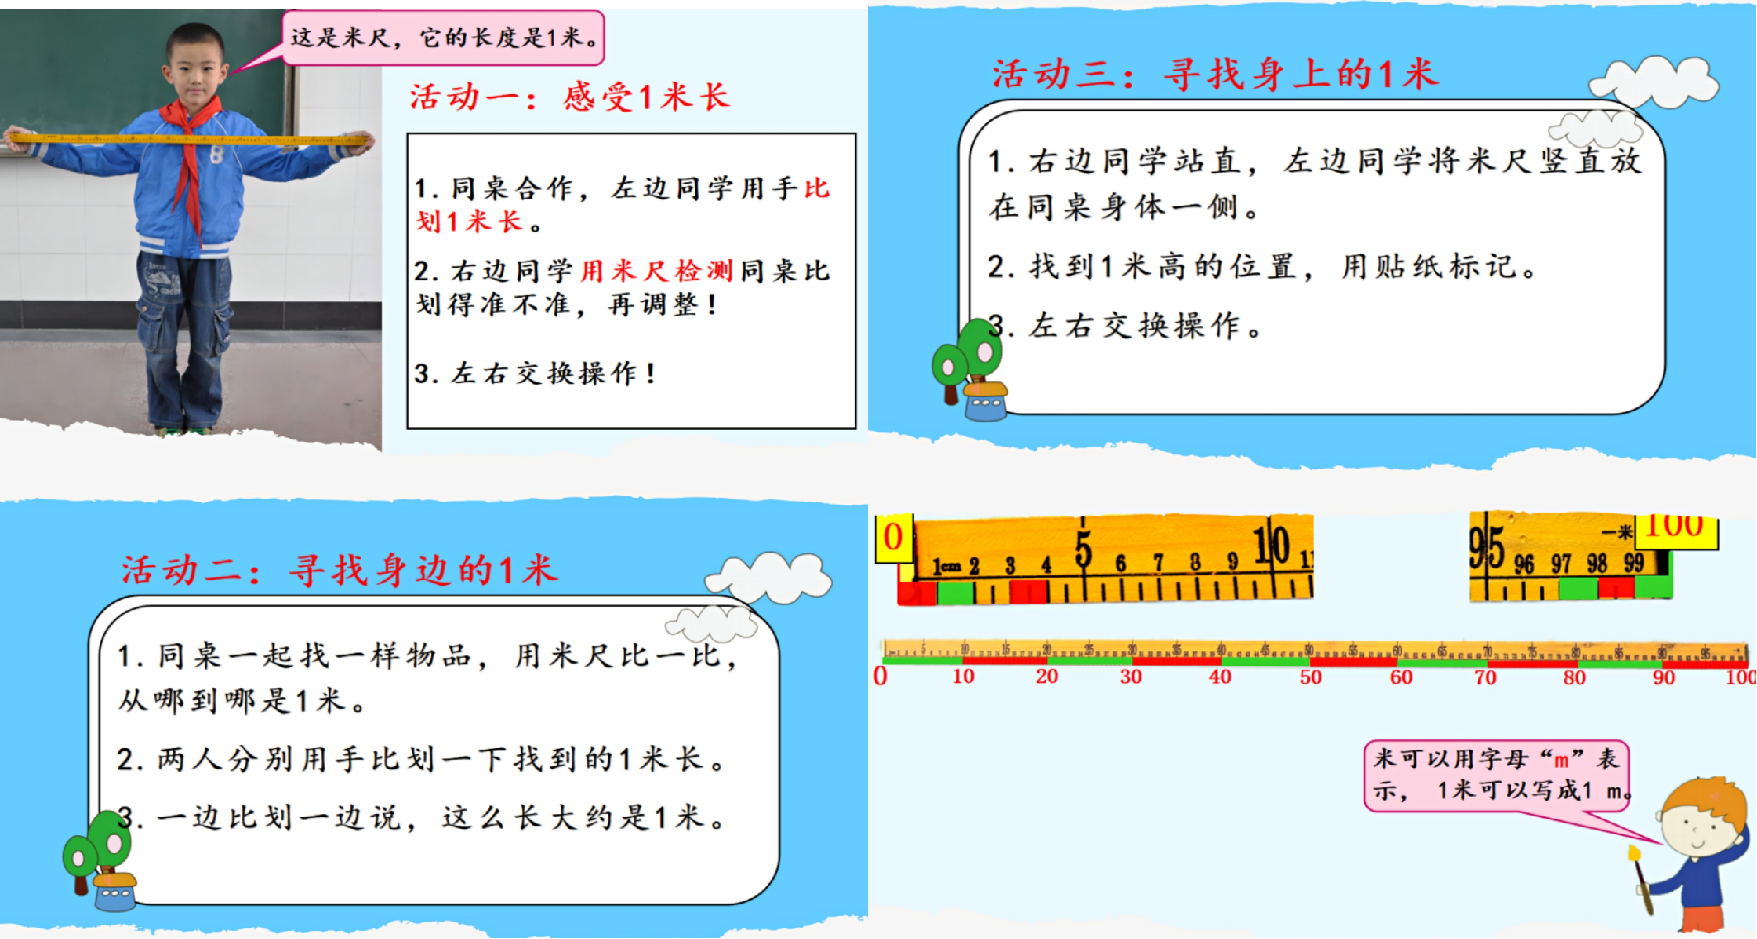 这是米尺，它的长度是1米。
活动一：感受1米长
1.同桌合作，左边同学用手比
划1米长。
2.右边同学用米尺检测同桌比
划得准不准，再调整！
3.左右交换操作！
8
活动三：寻找身上的1米
1.右边同学站直，左边同学将米尺竖直放
在同桌身体一侧。
2.找到1米高的位置，用贴纸标记。
3.左右交换操作。
活动二：寻找身边的1米
1.同桌一起找一样物品，用米尺比一比，
从哪到哪是1米。
2.两人分别用手比划一下找到的1米长。
3.一边比划一边说，这么长大约是1米。
0
1cm 2 3 4 5 6 7 8 9 10 11
95 96 97 98 99 一米 100
0 10 20 30 40 50 60 70 80 90 100
米可以用字母“m”表
示， 1米可以写成1 m。